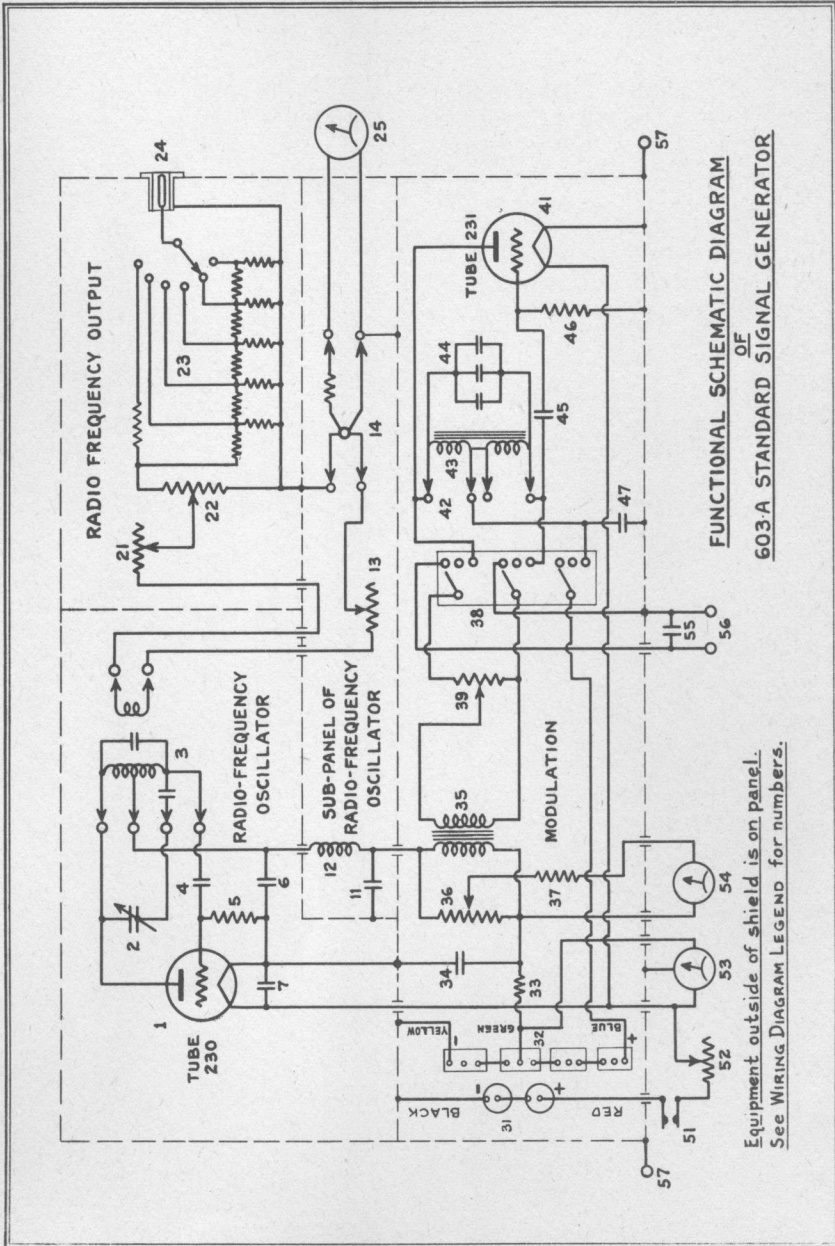 RADIO FREQUENCY OUTPUT
24
23
21
22
25
14
13
RADIO-FREQUENCY
OSCILLATOR
3
2
4
5
6
7
1
TUBE
230
SUB-PANEL OF
RADIO-FREQUENCY
OSCILLATOR
12
11
TUBE 231
41
44
43
42
45
46
47
38
39
35
MODULATION
36
37
34
33
32
YELLOW
-
GREEN
BLUE
+
BLACK
-
31
+
RED
51
52
53
54
55
56
57
57
FUNCTIONAL SCHEMATIC DIAGRAM
OF
603-A STANDARD SIGNAL GENERATOR
Equipment outside of shield is on panel.
See WIRING DIAGRAM LEGEND for numbers.